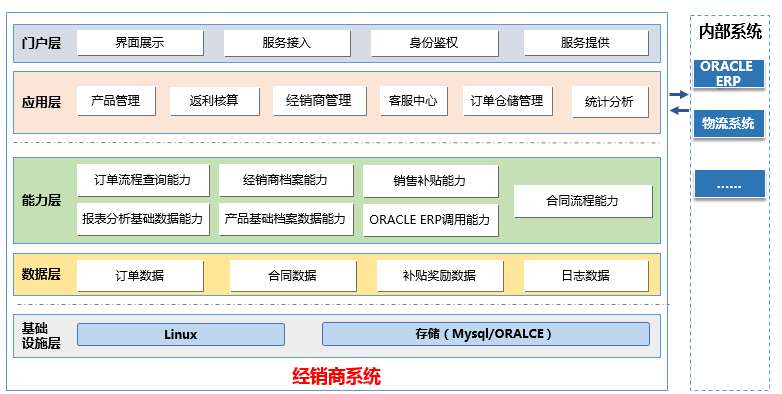 门户层
界面展示
服务接入
身份鉴权
服务提供
应用层
产品管理
返利核算
经销商管理
客服中心
订单仓储管理
统计分析
能力层
订单流程查询能力
经销商档案能力
销售补贴能力
合同流程能力
报表分析基础数据能力
产品基础档案数据能力
ORACLE ERP调用能力
数据层
订单数据
合同数据
补贴奖励数据
日志数据
基础
设施层
Linux
存储（Mysql/ORALCE）
经销商系统
内部系统
ORACLE
ERP
物流系统
......